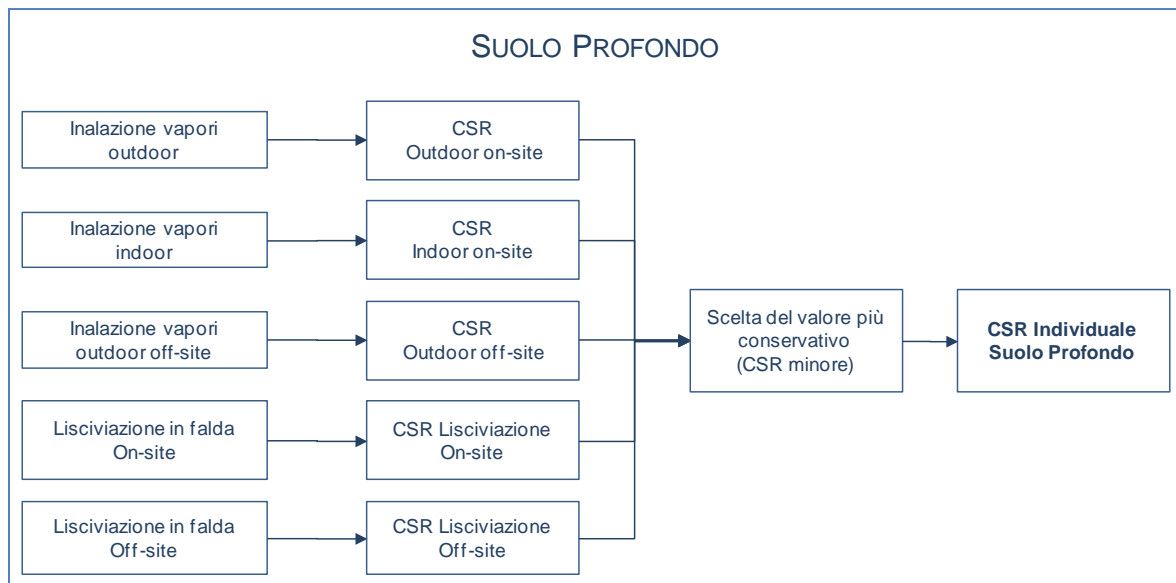 SUOLO PROFONDO
Inalazione vapori
outdoor
CSR
Outdoor on-site
Inalazione vapori
indoor
CSR
Indoor on-site
Inalazione vapori
outdoor off-site
CSR
Outdoor off-site
Scelta del valore più
conservativo
(CSR minore)
CSR Individuale
Suolo Profondo
Lisciviazione in falda
On-site
CSR Lisciviazione
On-site
Lisciviazione in falda
Off-site
CSR Lisciviazione
Off-site